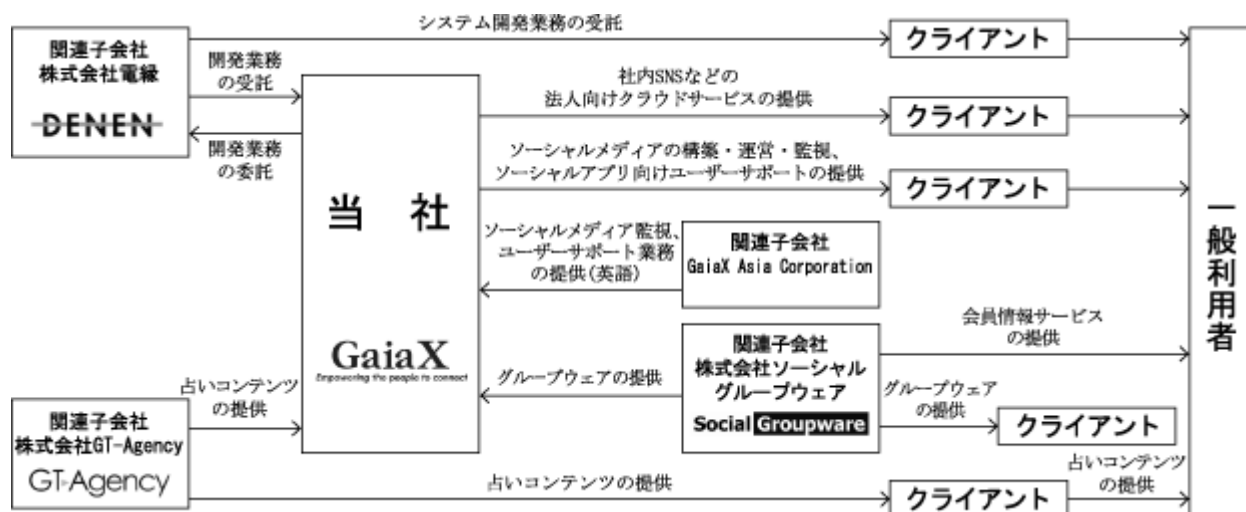 システム開発業務の受託
関連子会社
株式会社電縁
DENEN
開発業務
の受託
開発業務
の委託
クライアント
社内SNSなどの
法人向けクラウドサービスの提供
クライアント
ソーシャルメディアの構築・運営・監視、
ソーシャルアプリ向けユーザーサポートの提供
クライアント
当 社
GaiaX
Empowering the people to connect
ソーシャルメディア監視、
ユーザーサポート業務
の提供(英語)
関連子会社
GaiaX Asia Corporation
一般利用者
会員情報サービス
の提供
関連子会社
株式会社ソーシャル
グループウェア
Social Groupware
グループウェアの提供
グループウェア
の提供
クライアント
占いコンテンツ
の提供
関連子会社
株式会社GT-Agency
GT-Agency
占いコンテンツの提供
クライアント
占いコンテンツ
の提供